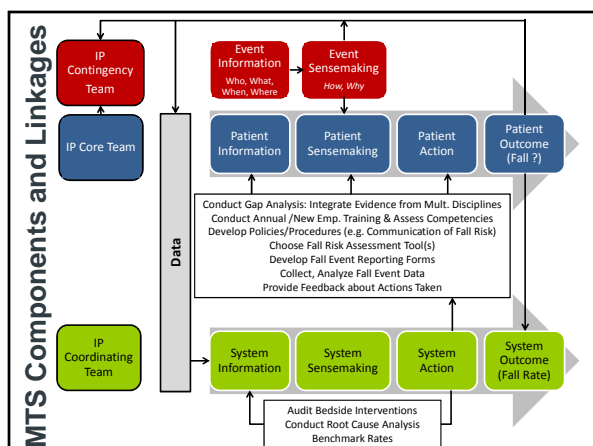 MTS Components and Linkages
IP
Contingency
Team
Event
Information
Who, What,
When, Where
Event
Sensemaking
How, Why
IP Core Team
Patient
Information
Patient
Sensemaking
Patient
Action
Patient
Outcome
(Fall ?)
Data
Conduct Gap Analysis: Integrate Evidence from Mult. Disciplines
Conduct Annual /New Emp. Training & Assess Competencies
Develop Policies/Procedures (e.g. Communication of Fall Risk)
Choose Fall Risk Assessment Tool(s)
Develop Fall Event Reporting Forms
Collect, Analyze Fall Event Data
Provide Feedback about Actions Taken
IP
Coordinating
Team
System
Information
System
Sensemaking
System
Action
System
Outcome
(Fall Rate)
Audit Bedside Interventions
Conduct Root Cause Analysis
Benchmark Rates